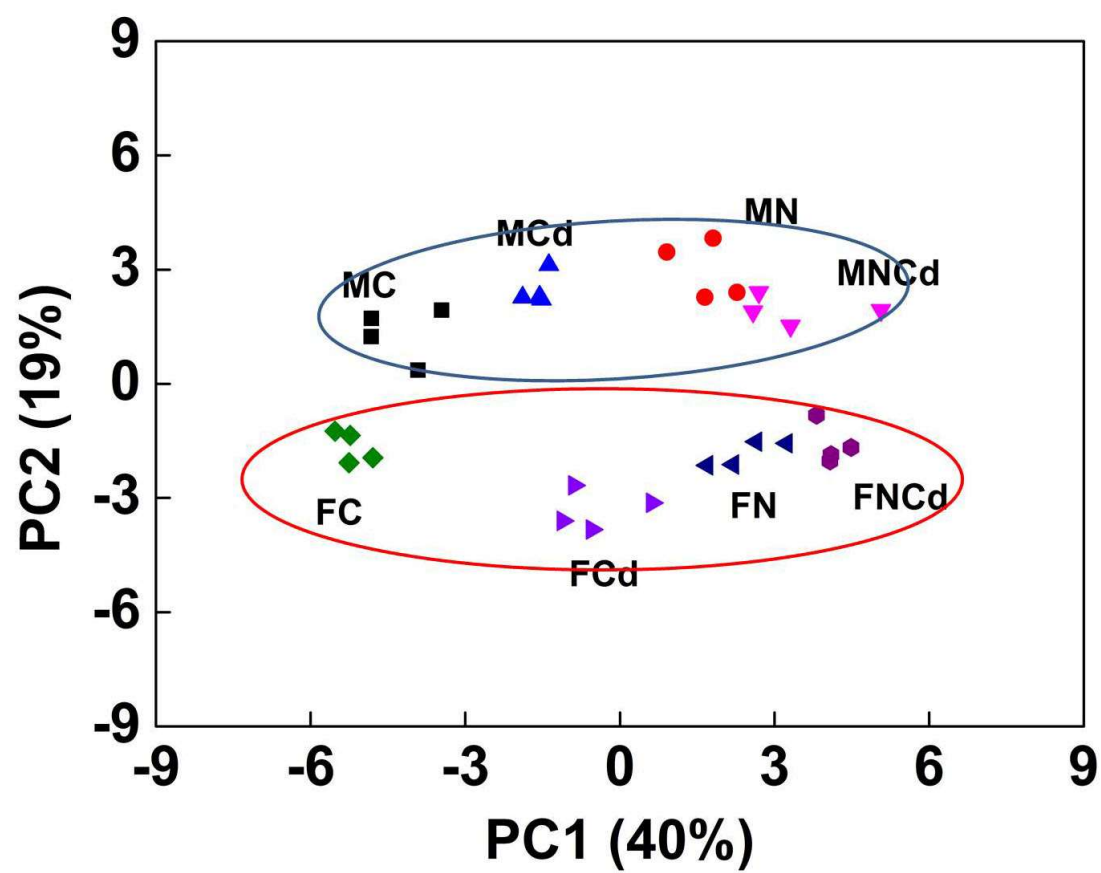 9
6
3
0
-3
-6
-9
PC2 (19%)
MN
MCd
MNCd
MC
FNCd
FN
FC
FCd
-9 -6 -3 0 3 6 9
PC1 (40%)